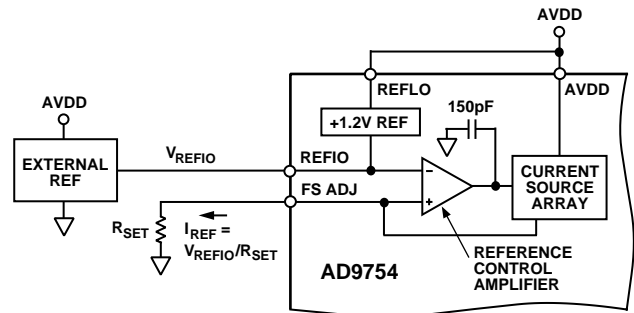 AVDD
REFLO
AVDD
150pF
+1.2V REF
AVDD
EXTERNAL
REF
VREFIO
REFIO
FS ADJ
–
+
CURRENT
SOURCE
ARRAY
RSET
IREF =
VREFIO/RSET
REFERENCE
CONTROL
AMPLIFIER
AD9754